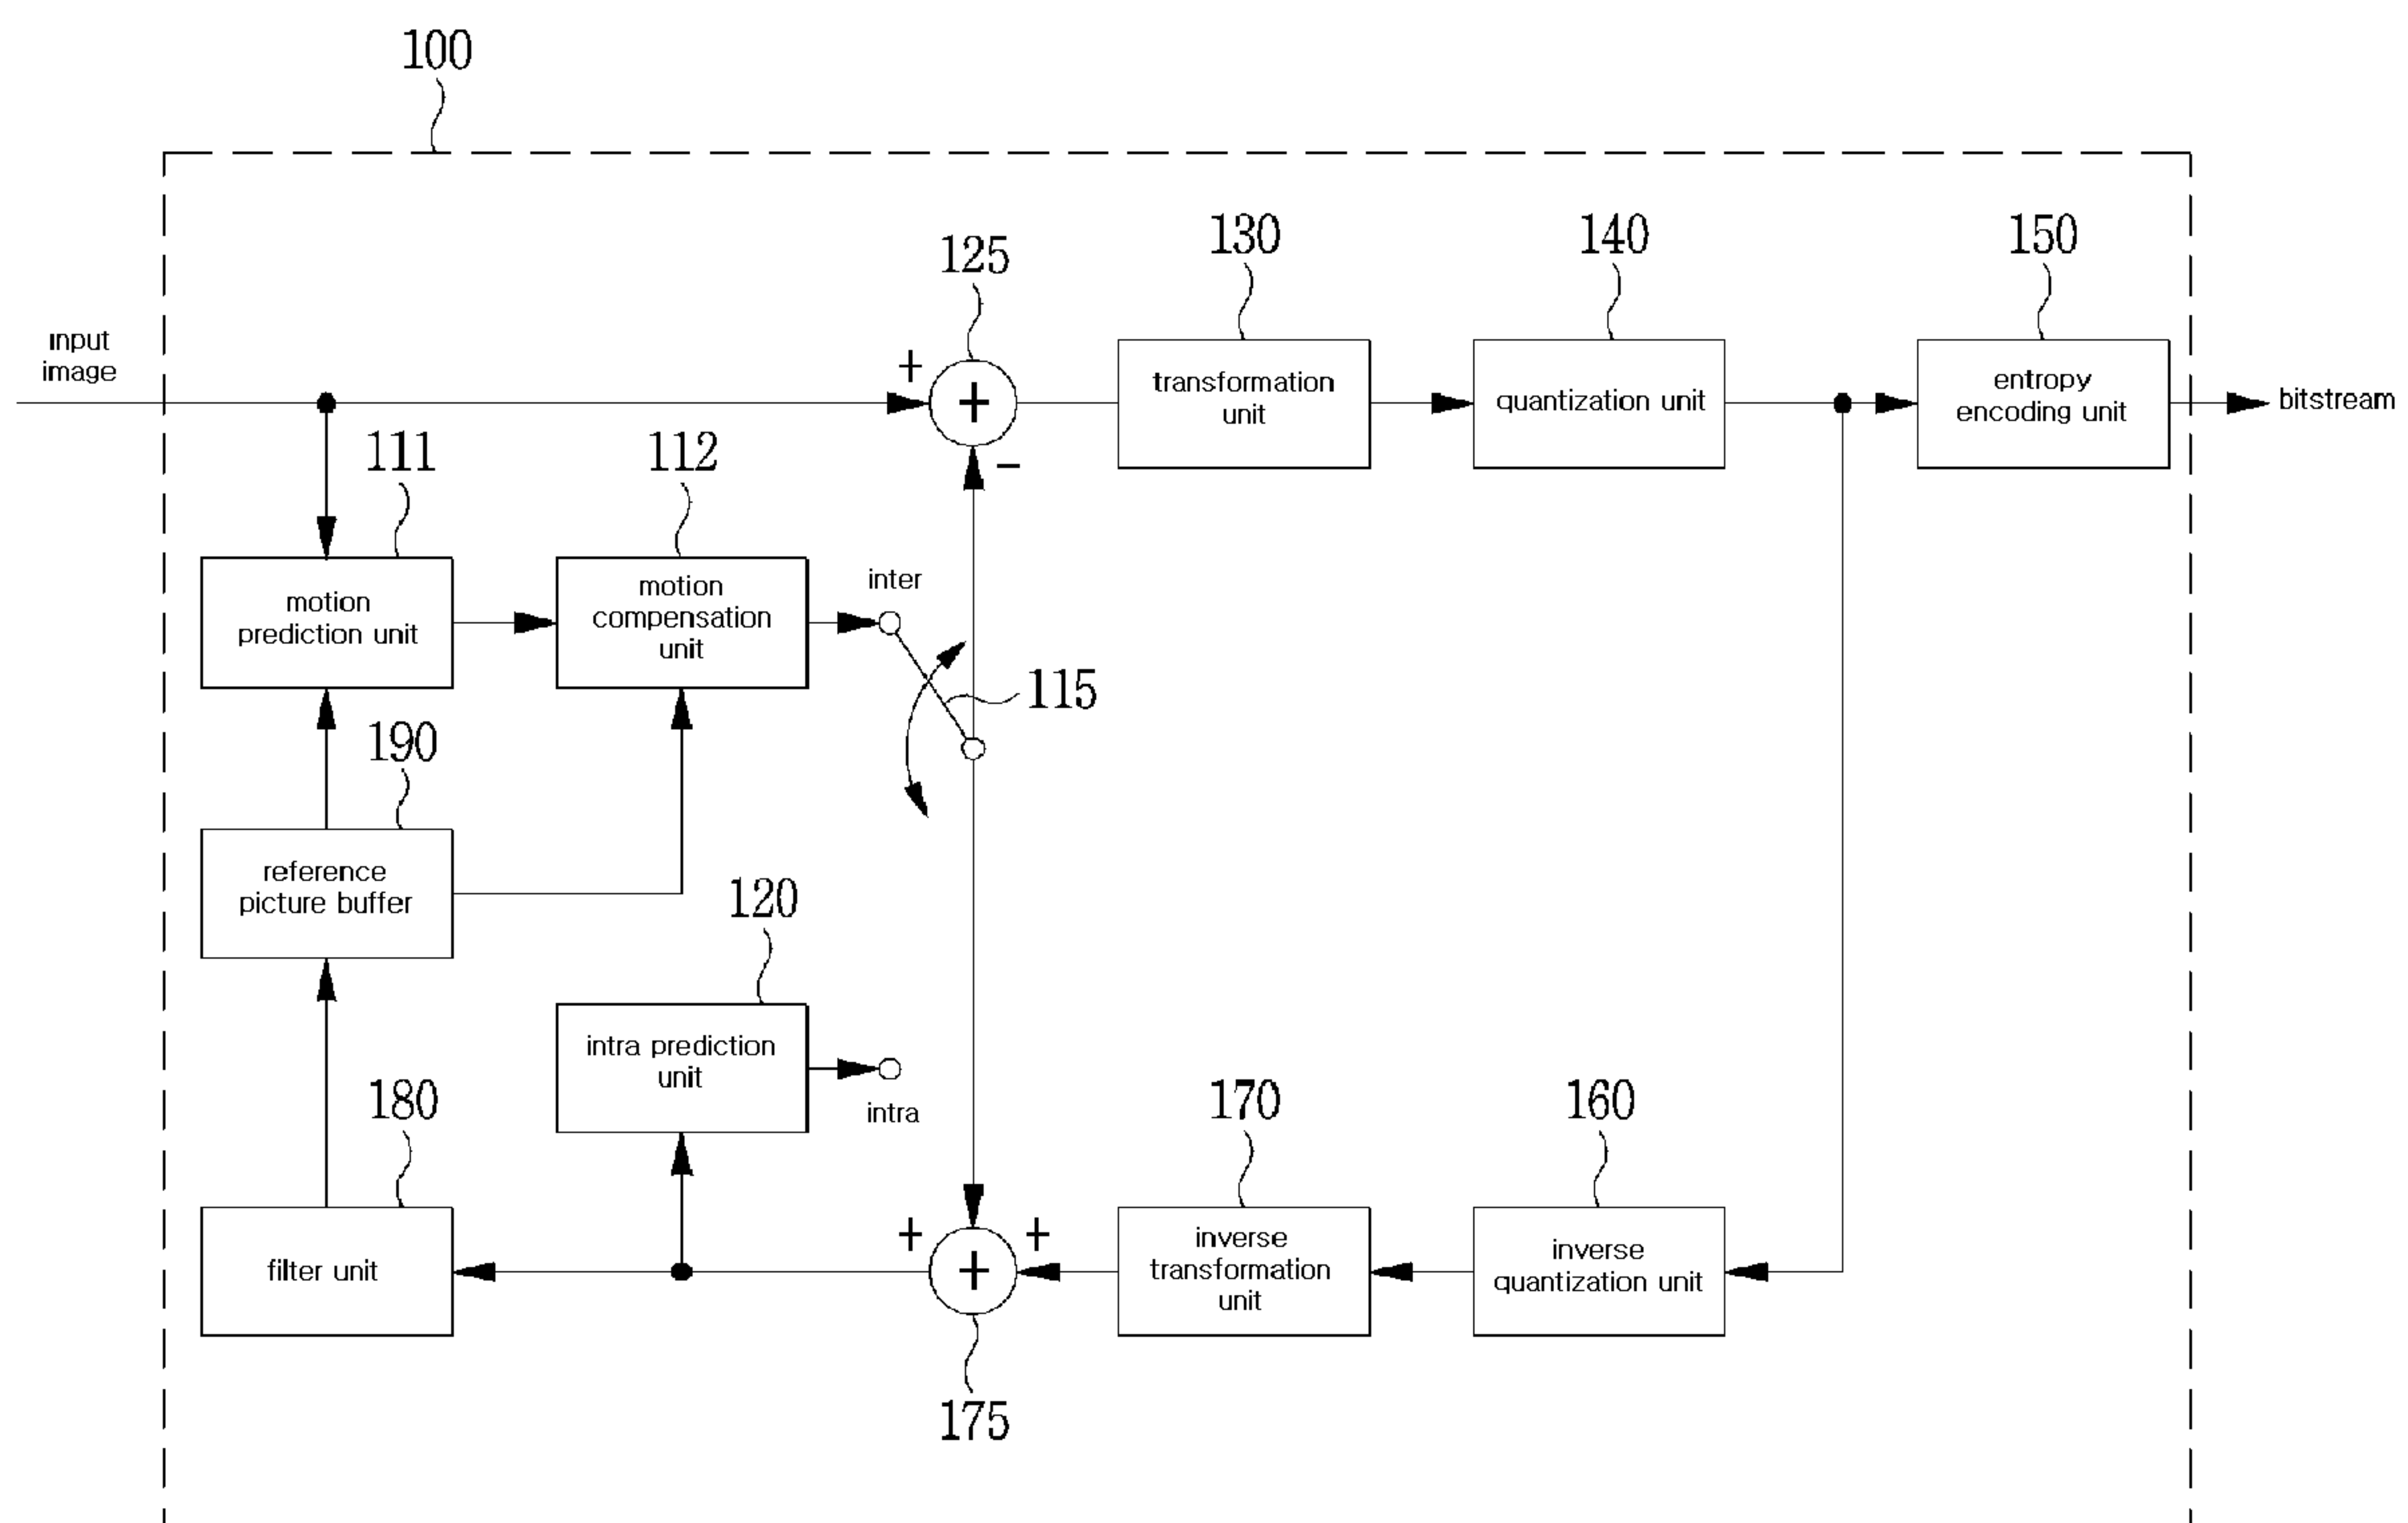 100
125
130
140
150
input
image
+
+
transformation
unit
quantization unit
entropy
encoding unit
bitstream
−
111
112
motion
prediction unit
motion
compensation
unit
inter
115
190
reference
picture buffer
120
intra prediction
unit
intra
180
170
160
filter unit
+
+
+
inverse
transformation
unit
inverse
quantization unit
175